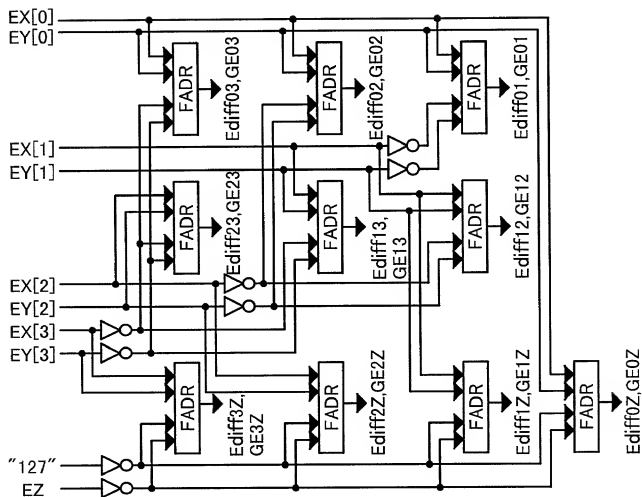 EX[0]
EY[0]
FADR
Ediff03,GE03
FADR
Ediff02,GE02
FADR
Ediff01,GE01
EX[1]
EY[1]
FADR
Ediff23,GE23
FADR
Ediff13,
GE13
FADR
Ediff12,GE12
EX[2]
EY[2]
EX[3]
EY[3]
FADR
Ediff3Z,
GE3Z
FADR
Ediff2Z,GE2Z
FADR
Ediff1Z,GE1Z
FADR
Ediff0Z,GE0Z
"127"
EZ